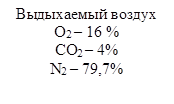 Выдыхаемый воздух
O₂ – 16 %
CO₂ – 4%
N₂ – 79,7%